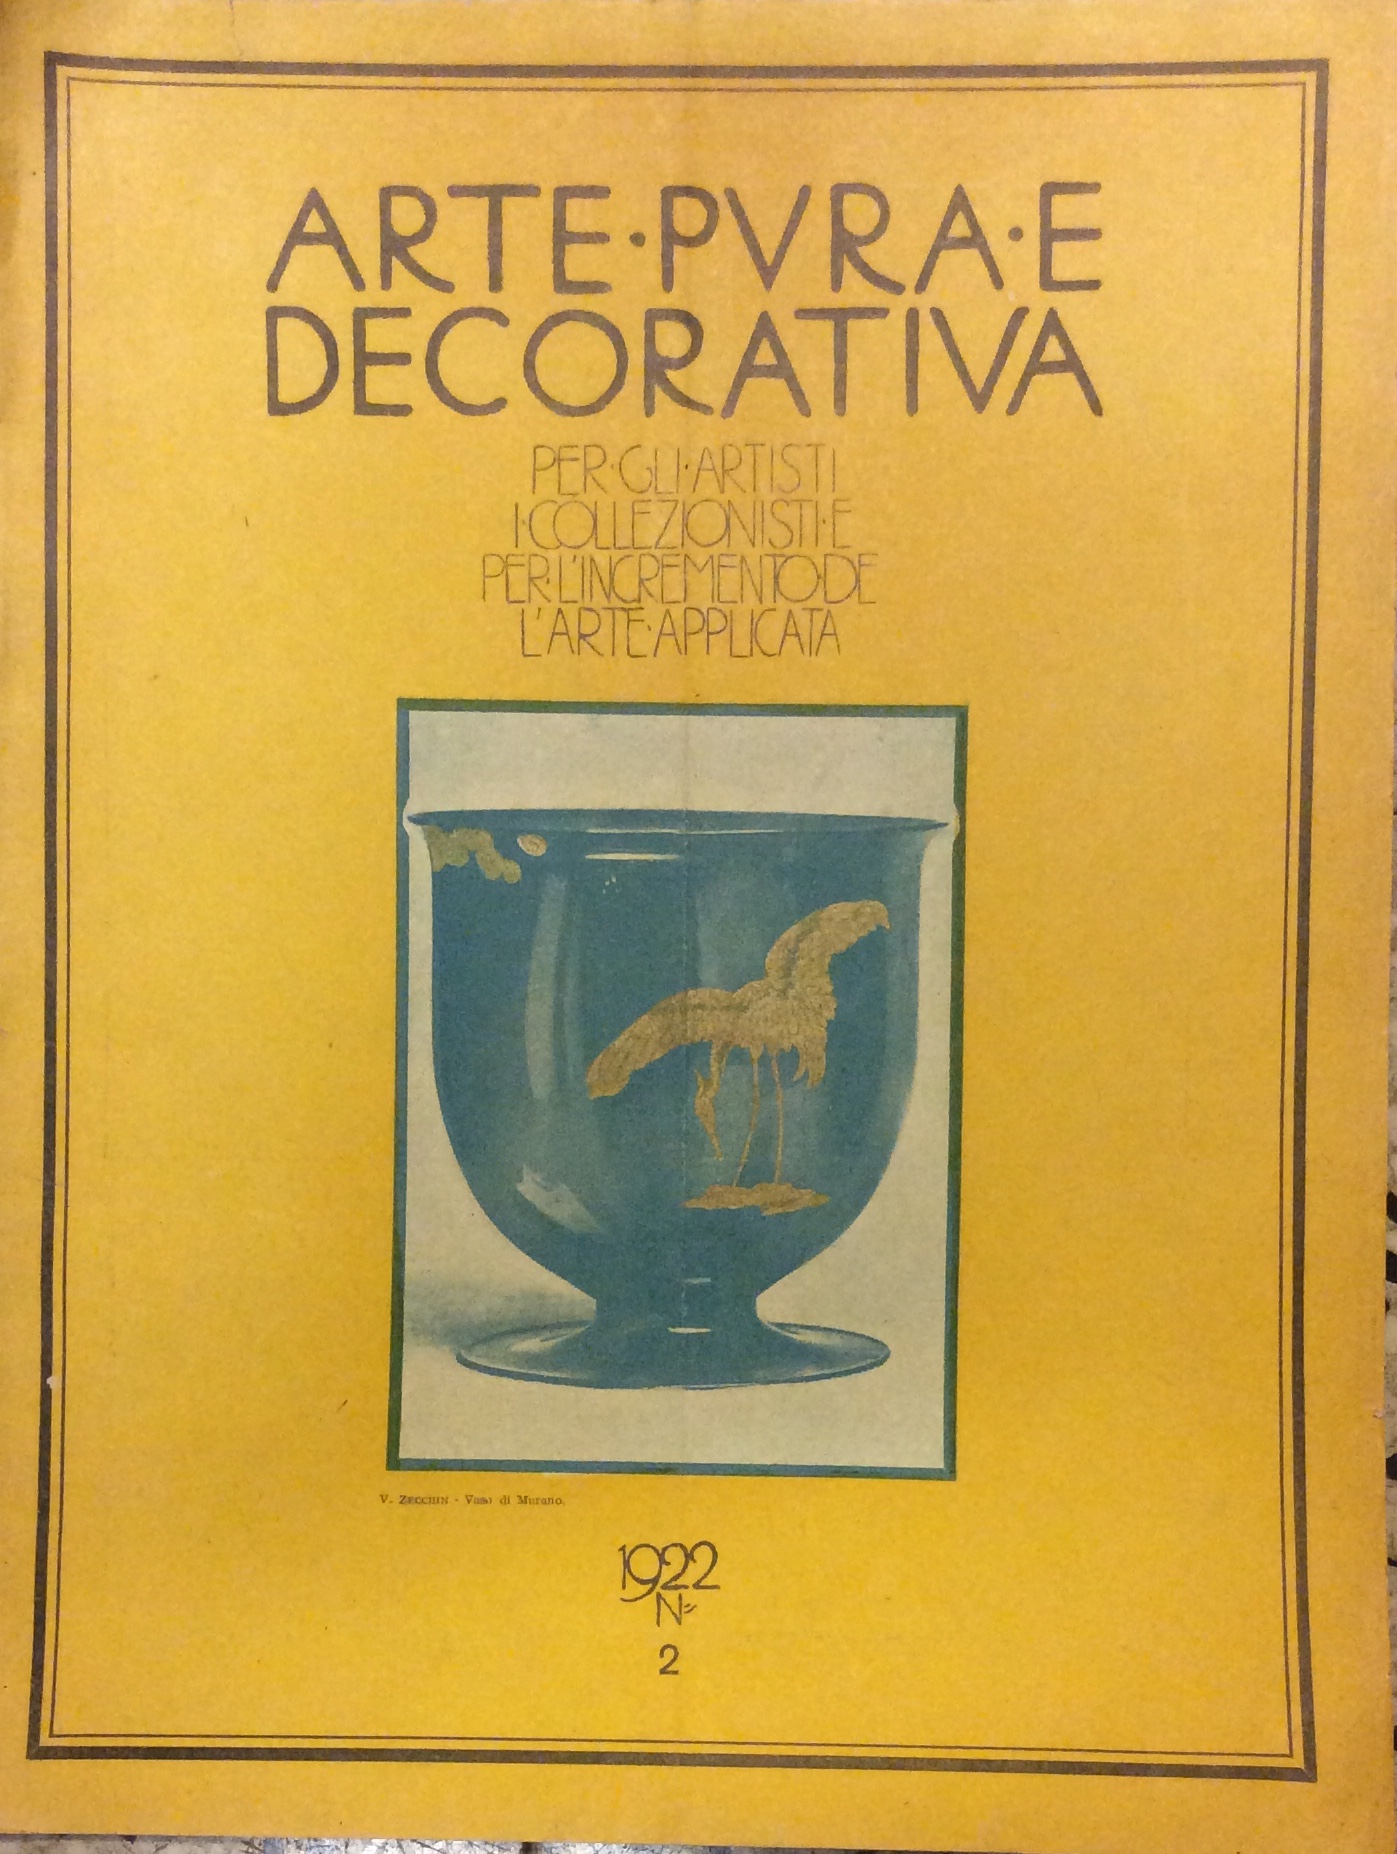 ARTE·PVRA·E
DECORATIVA
PER·GLI·ARTISTI
I·COLLEZIONISTI·E
PER·L'INCREMENTO·DE
L'ARTE·APPLICATA
V. ZECCHIN - Vaso di Murano.
1922
N=
2